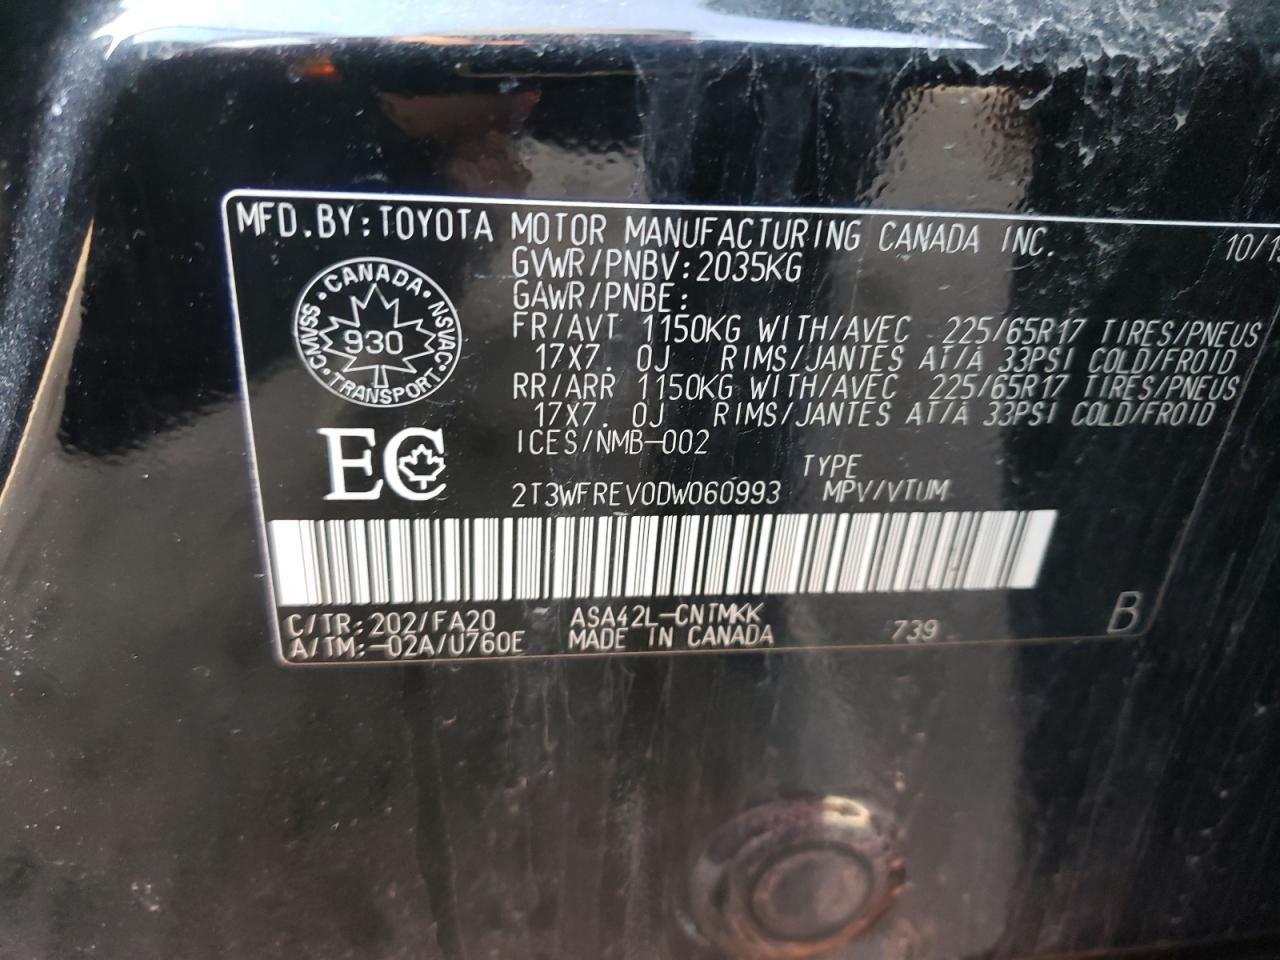 MFD.BY:TOYOTA MOTOR MANUFACTURING CANADA INC. 10/1
GVWR/PNBV:2035KG
GAWR/PNBE:
FR/AVT 1150KG WITH/AVEC 225/65R17 TIRES/PNEUS
17X7.0J RIMS/JANTES AT/À 33PSI COLD/FROID
RR/ARR 1150KG WITH/AVEC 225/65R17 TIRES/PNEUS
17X7.0J RIMS/JANTES AT/À 33PSI COLD/FROID
ICES/NMB-002
CANADA · NSVAC · TRANSPORT · CMVSS ·
930
EC
TYPE
2T3WFREV0DW060993 MPV/VTUM
C/TR:202/FA20 ASA42L-CNTMKK
A/TM:-02A/U760E MADE IN CANADA 739 B